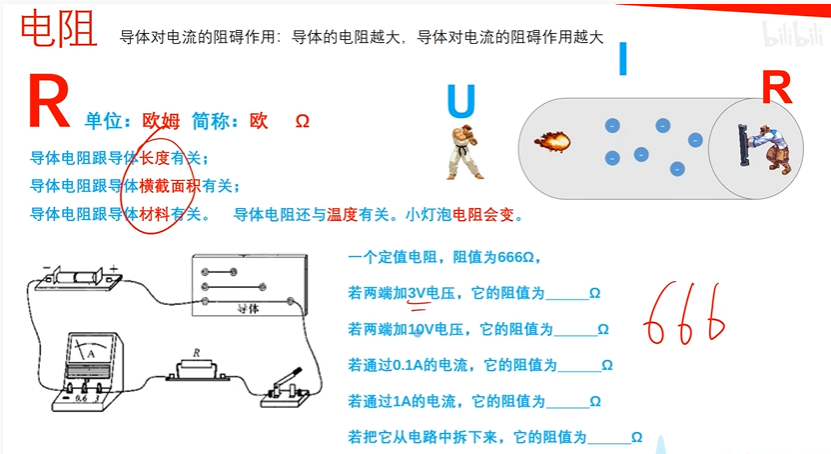 电阻
导体对电流的阻碍作用：导体的电阻越大，导体对电流的阻碍作用越大
bilibili
I
R
U
R
单位：欧姆 简称：欧 Ω
导体电阻跟导体长度有关；
导体电阻跟导体横截面积有关；
导体电阻跟导体材料有关。 导体电阻还与温度有关。小灯泡电阻会变。
- - - - - -
一个定值电阻，阻值为666Ω，
若两端加3V电压，它的阻值为_____Ω
若两端加10V电压，它的阻值为_____Ω
若通过0.1A的电流，它的阻值为_____Ω
若通过1A的电流，它的阻值为_____Ω
若把它从电路中拆下来，它的阻值为_____Ω
666
- +
导体
A
R
- 0.6 3